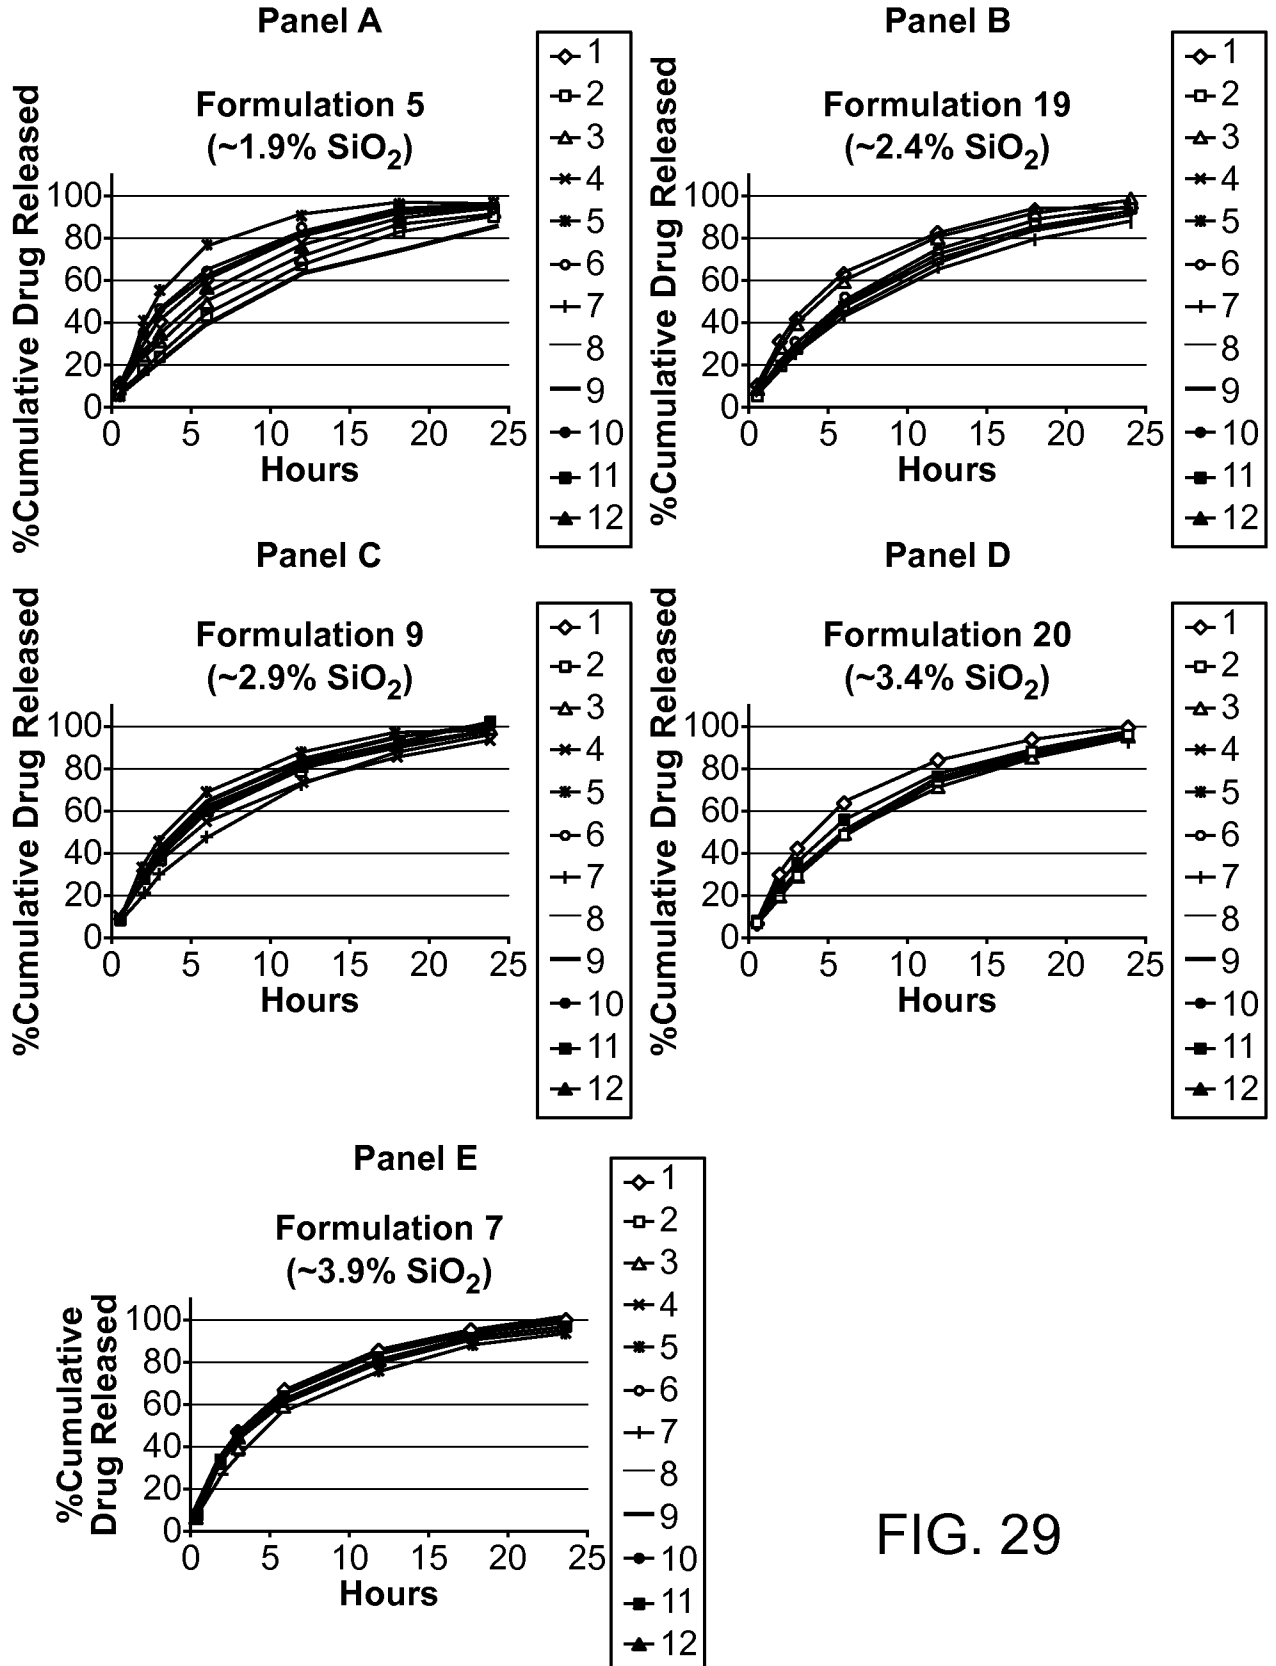 Panel A
Formulation 5
(~1.9% SiO2)
%Cumulative Drug Released
100
80
60
40
20
0
0 5 10 15 20 25
Hours
1
2
3
4
5
6
7
8
9
10
11
12
Panel B
Formulation 19
(~2.4% SiO2)
%Cumulative Drug Released
100
80
60
40
20
0
0 5 10 15 20 25
Hours
1
2
3
4
5
6
7
8
9
10
11
12
Panel C
Formulation 9
(~2.9% SiO2)
%Cumulative Drug Released
100
80
60
40
20
0
0 5 10 15 20 25
Hours
1
2
3
4
5
6
7
8
9
10
11
12
Panel D
Formulation 20
(~3.4% SiO2)
%Cumulative Drug Released
100
80
60
40
20
0
0 5 10 15 20 25
Hours
1
2
3
4
5
6
7
8
9
10
11
12
Panel E
Formulation 7
(~3.9% SiO2)
%Cumulative
Drug Released
100
80
60
40
20
0
0 5 10 15 20 25
Hours
1
2
3
4
5
6
7
8
9
10
11
12
FIG. 29